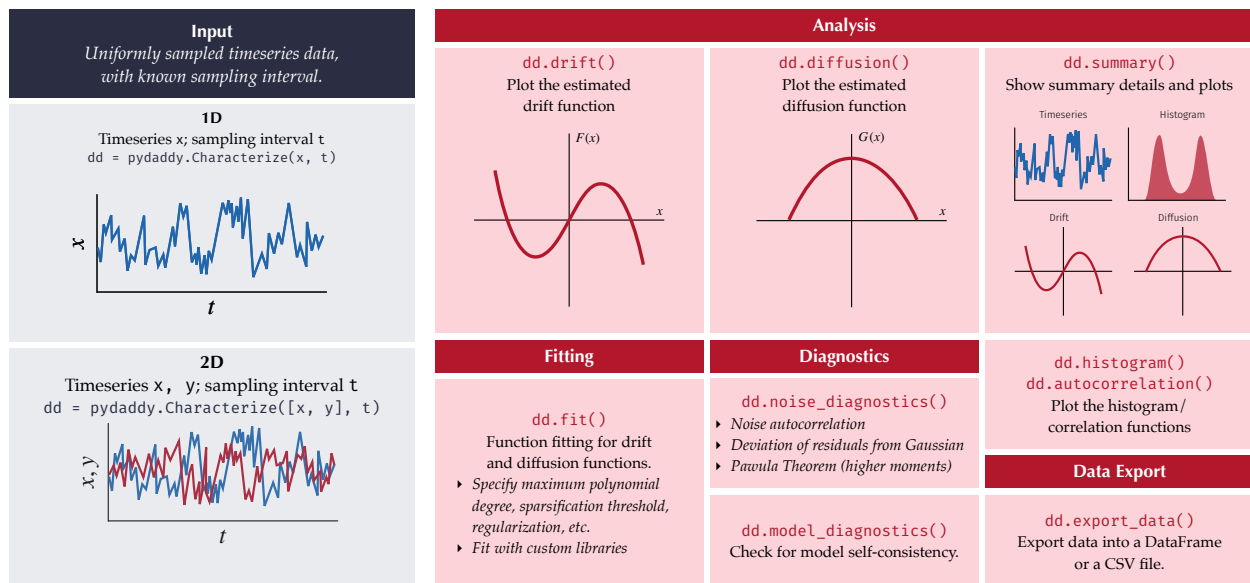 Input
Uniformly sampled timeseries data,
with known sampling interval.
1D
Timeseries x; sampling interval t
dd = pydaddy.Characterize(x, t)
x
t
2D
Timeseries x, y; sampling interval t
dd = pydaddy.Characterize([x, y], t)
x, y
t
Analysis
dd.drift()
Plot the estimated
drift function
F(x)
x
dd.diffusion()
Plot the estimated
diffusion function
G(x)
x
dd.summary()
Show summary details and plots
Timeseries
Histogram
Drift
Diffusion
Fitting
dd.fit()
Function fitting for drift
and diffusion functions.
‣ Specify maximum polynomial
degree, sparsification threshold,
regularization, etc.
‣ Fit with custom libraries
Diagnostics
dd.noise_diagnostics()
‣ Noise autocorrelation
‣ Deviation of residuals from Gaussian
‣ Pawula Theorem (higher moments)
dd.model_diagnostics()
Check for model self-consistency.
dd.histogram()
dd.autocorrelation()
Plot the histogram/
correlation functions
Data Export
dd.export_data()
Export data into a DataFrame
or a CSV file.